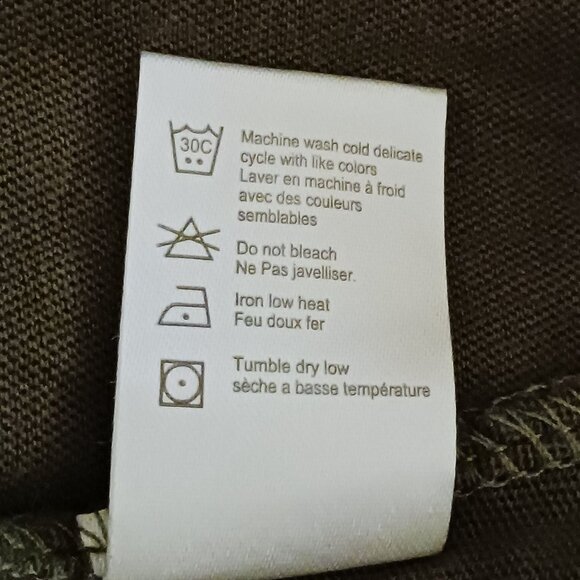 30C
Machine wash cold delicate
cycle with like colors
Laver en machine à froid
avec des couleurs
semblables
Do not bleach
Ne Pas javelliser.
Iron low heat
Feu doux fer
Tumble dry low
sèche a basse température